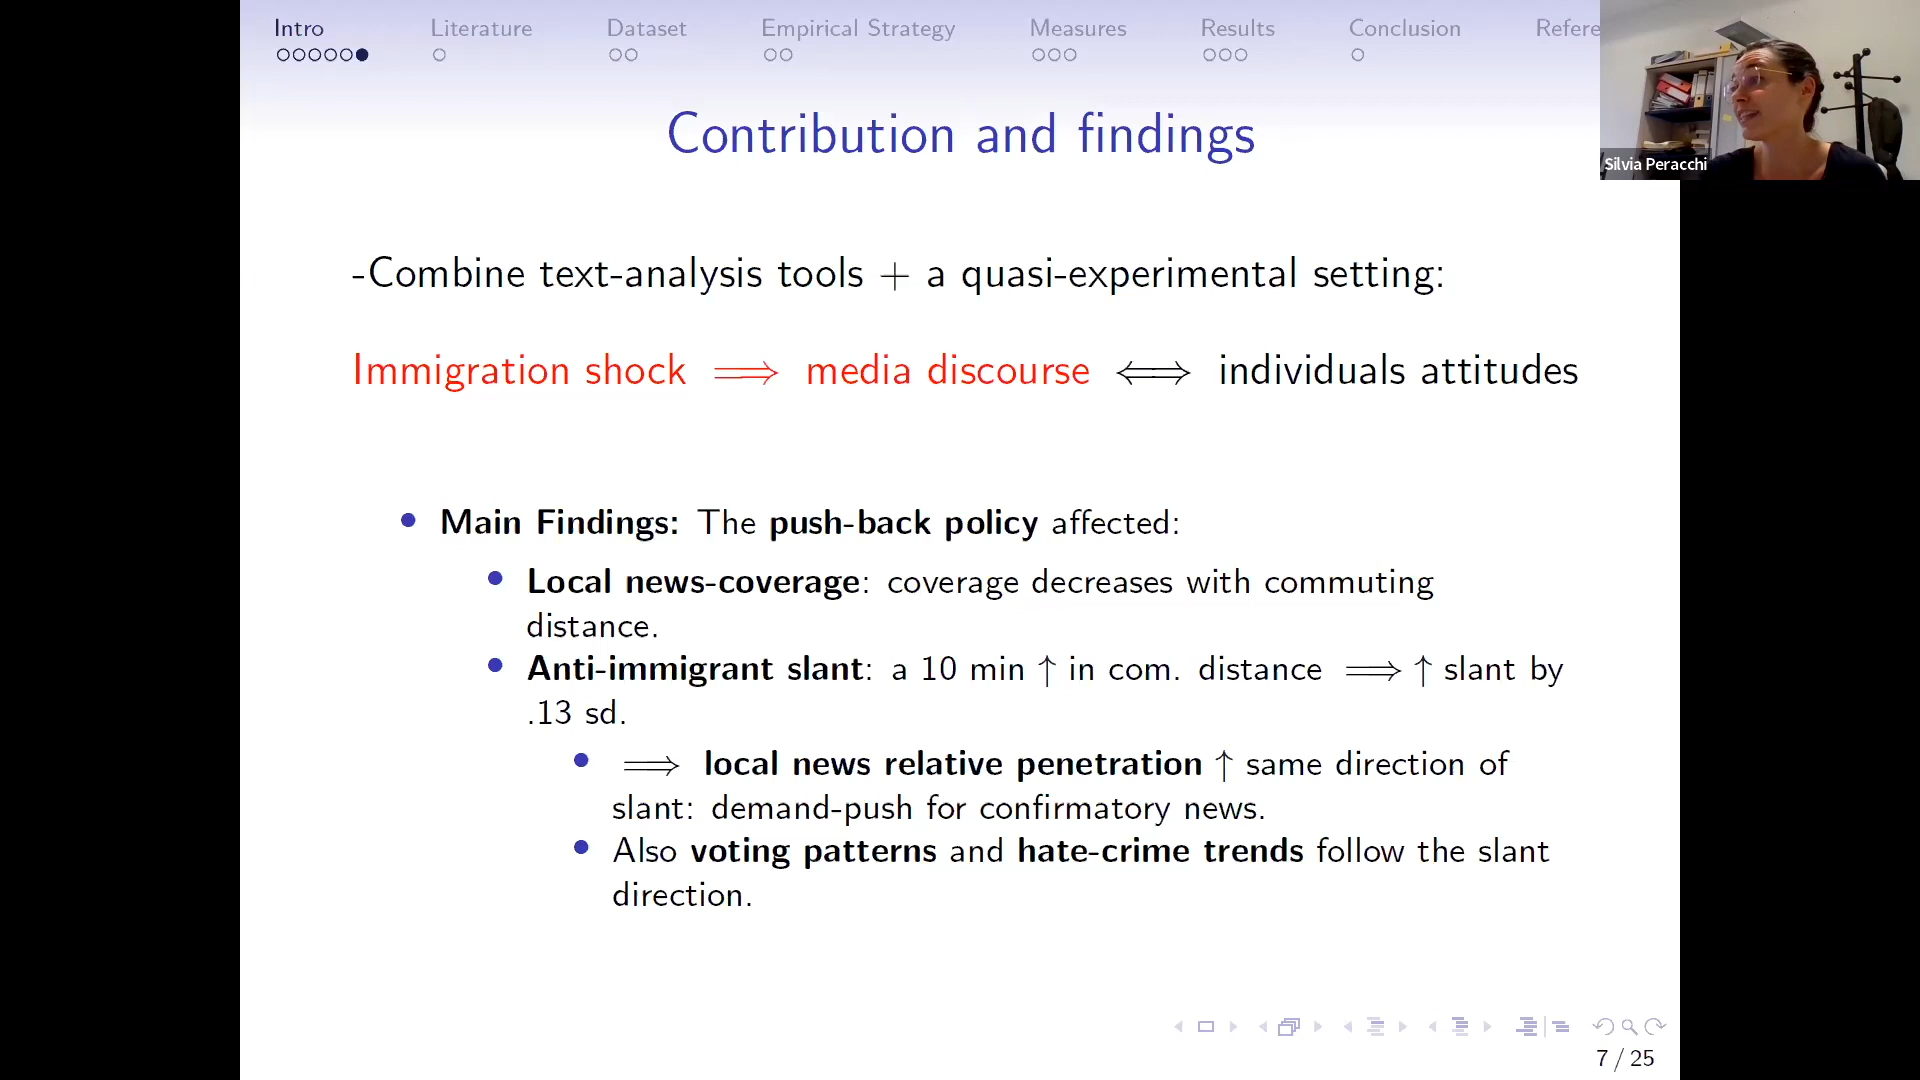 Intro Literature Dataset Empirical Strategy Measures Results Conclusion Refere
Silvia Peracchi
Contribution and findings
-Combine text-analysis tools + a quasi-experimental setting:
Immigration shock ⟹ media discourse ⟺ individuals attitudes
• Main Findings: The push-back policy affected:
• Local news-coverage: coverage decreases with commuting
distance.
• Anti-immigrant slant: a 10 min ↑ in com. distance ⟹ ↑ slant by
.13 sd.
• ⟹ local news relative penetration ↑ same direction of
slant: demand-push for confirmatory news.
• Also voting patterns and hate-crime trends follow the slant
direction.
7 / 25